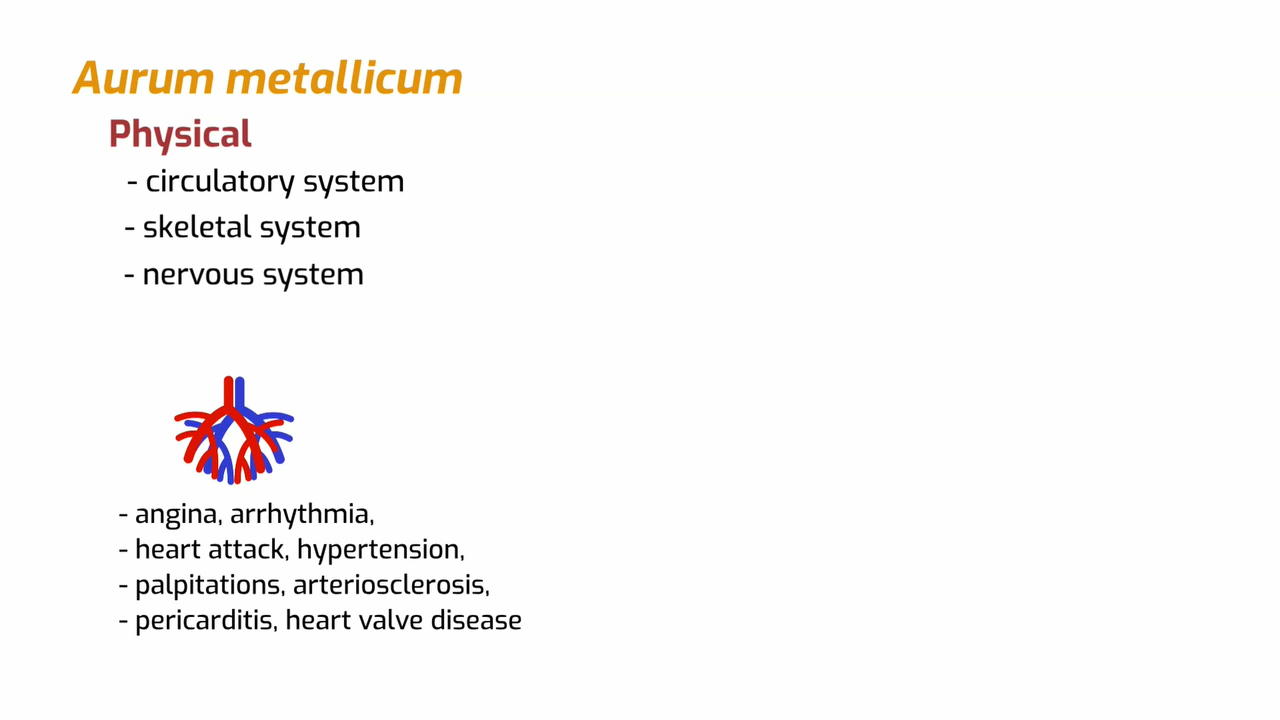 Aurum metallicum
Physical
- circulatory system
- skeletal system
- nervous system
- angina, arrhythmia,
- heart attack, hypertension,
- palpitations, arteriosclerosis,
- pericarditis, heart valve disease